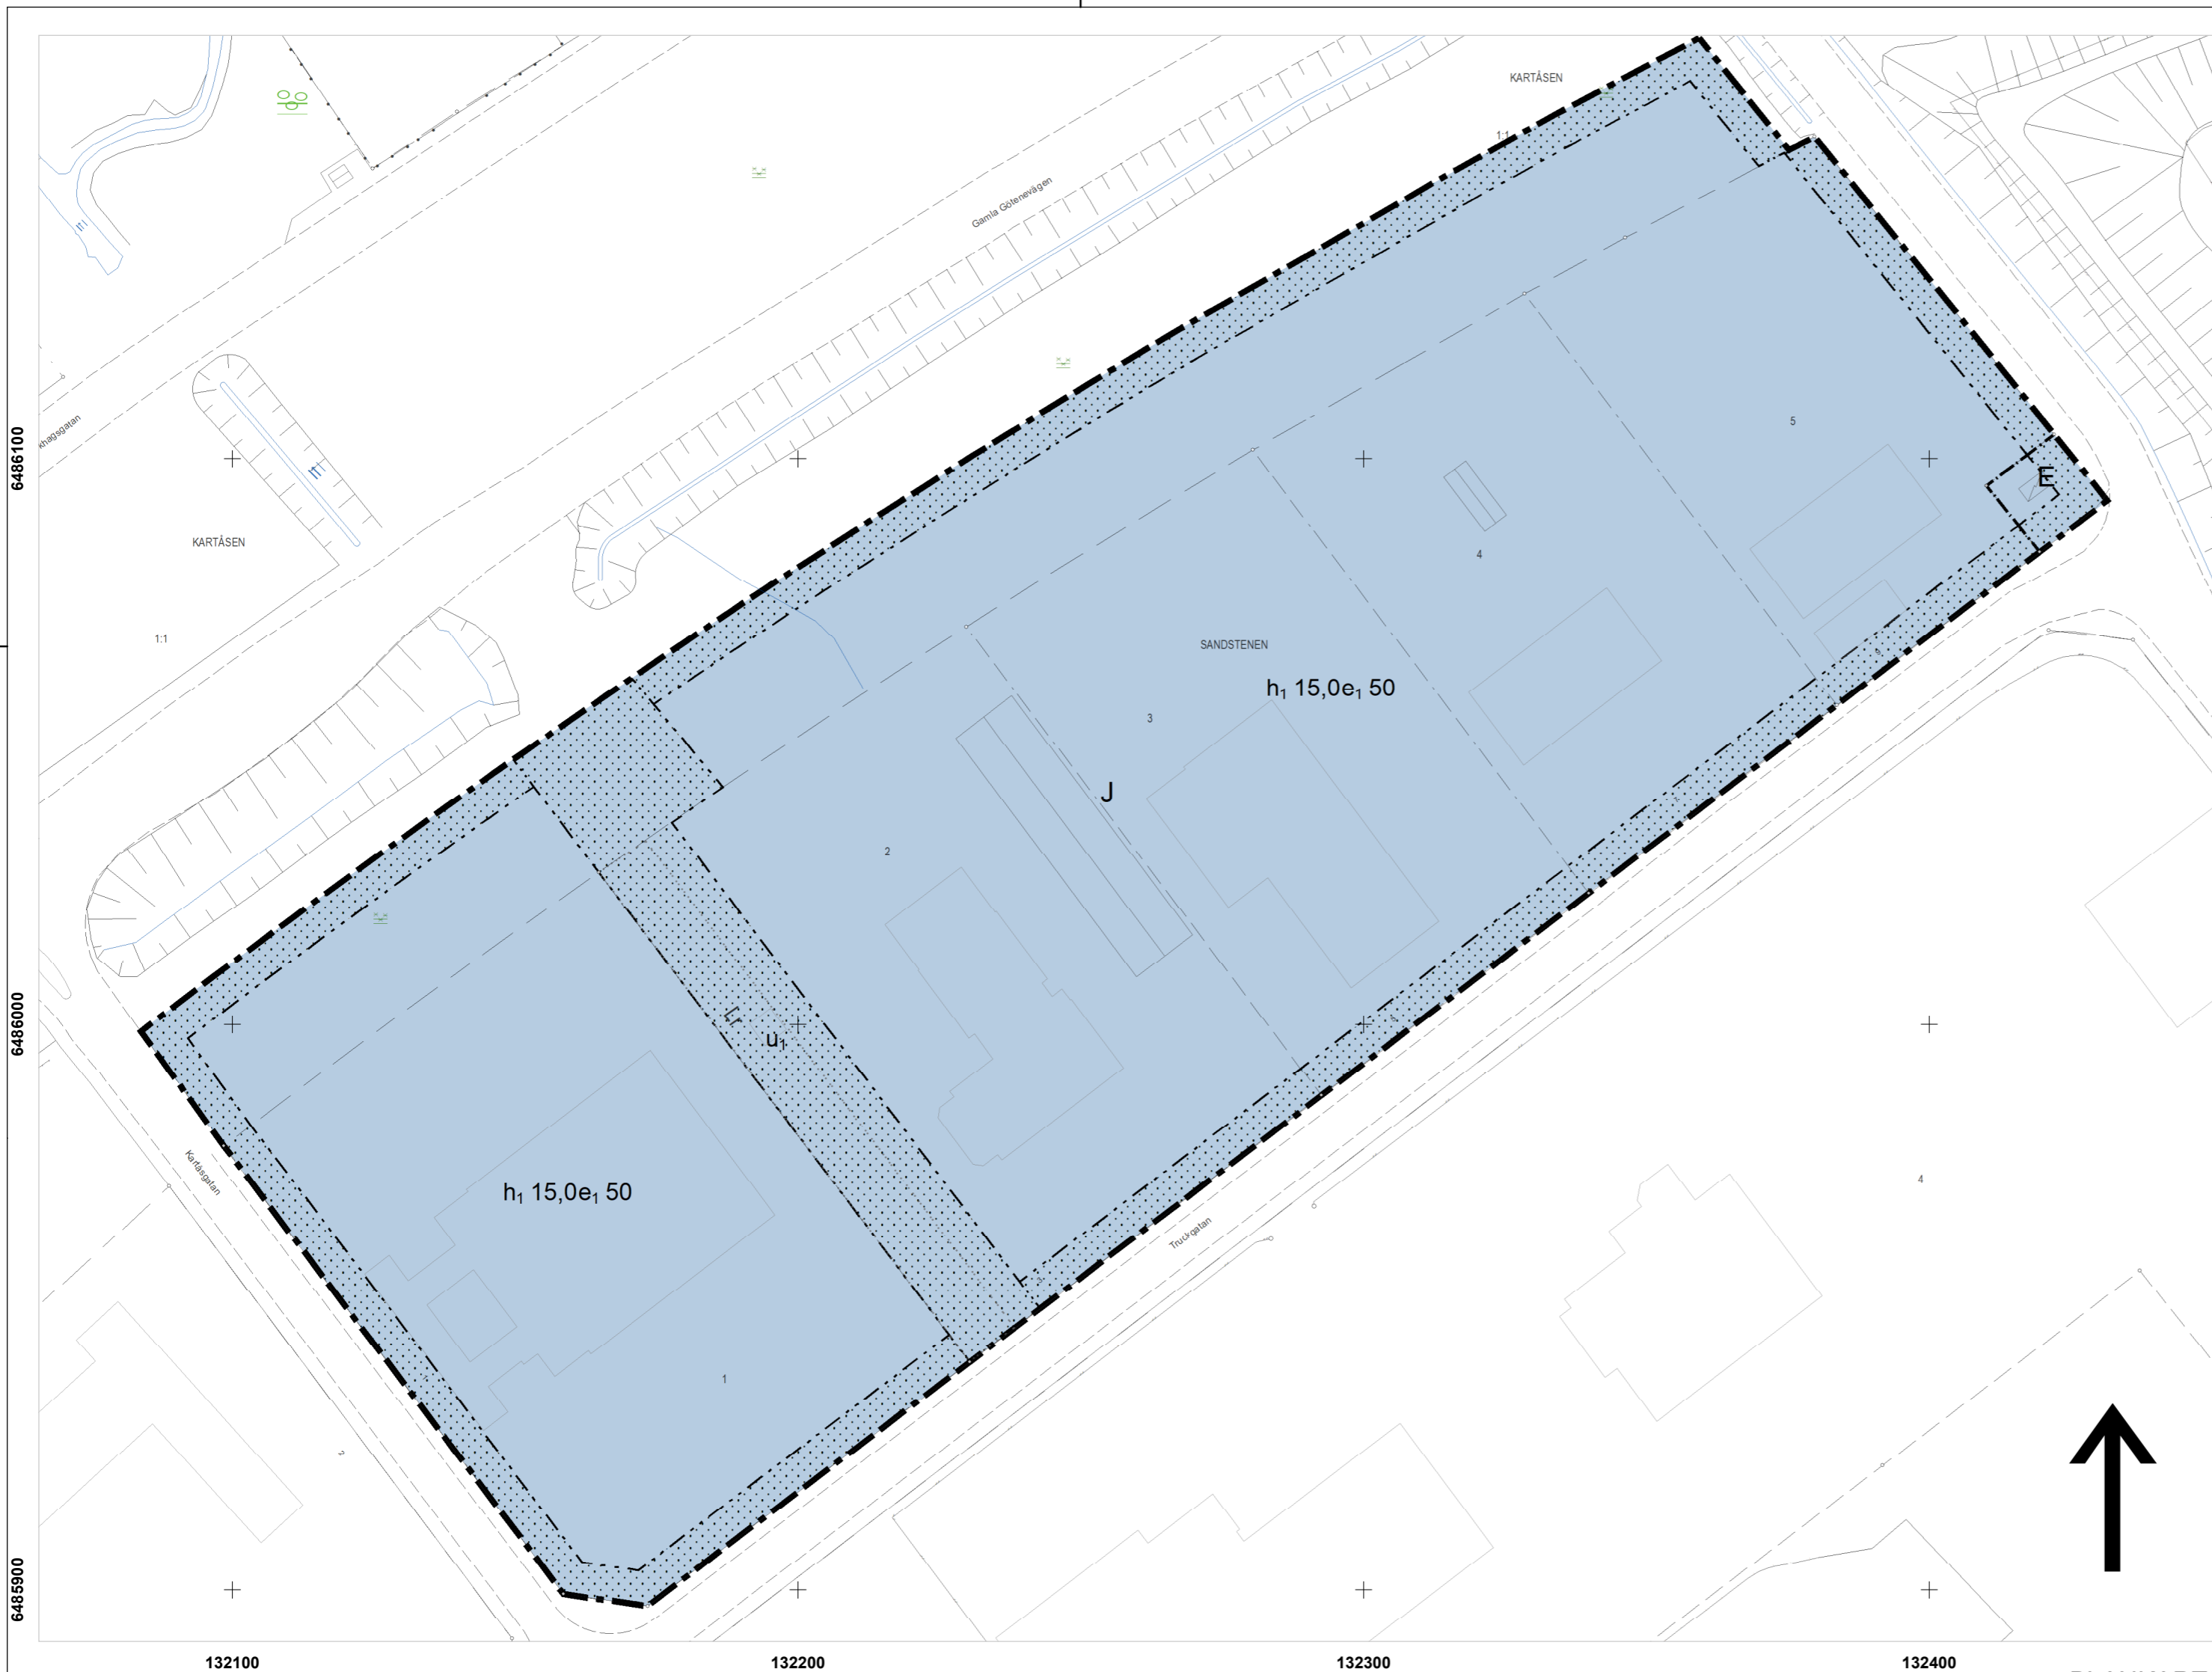 KARTÅSEN
1:1
Gamla Götenevägen
5
6486100
E
KARTÅSEN
4
1:1
SANDSTENEN
h₁ 15,0e₁ 50
3
J
2
6486000
u₁
Kartåsgatan
h₁ 15,0e₁ 50
4
Truckgatan
1
2
6485900
132100
132200
132300
132400